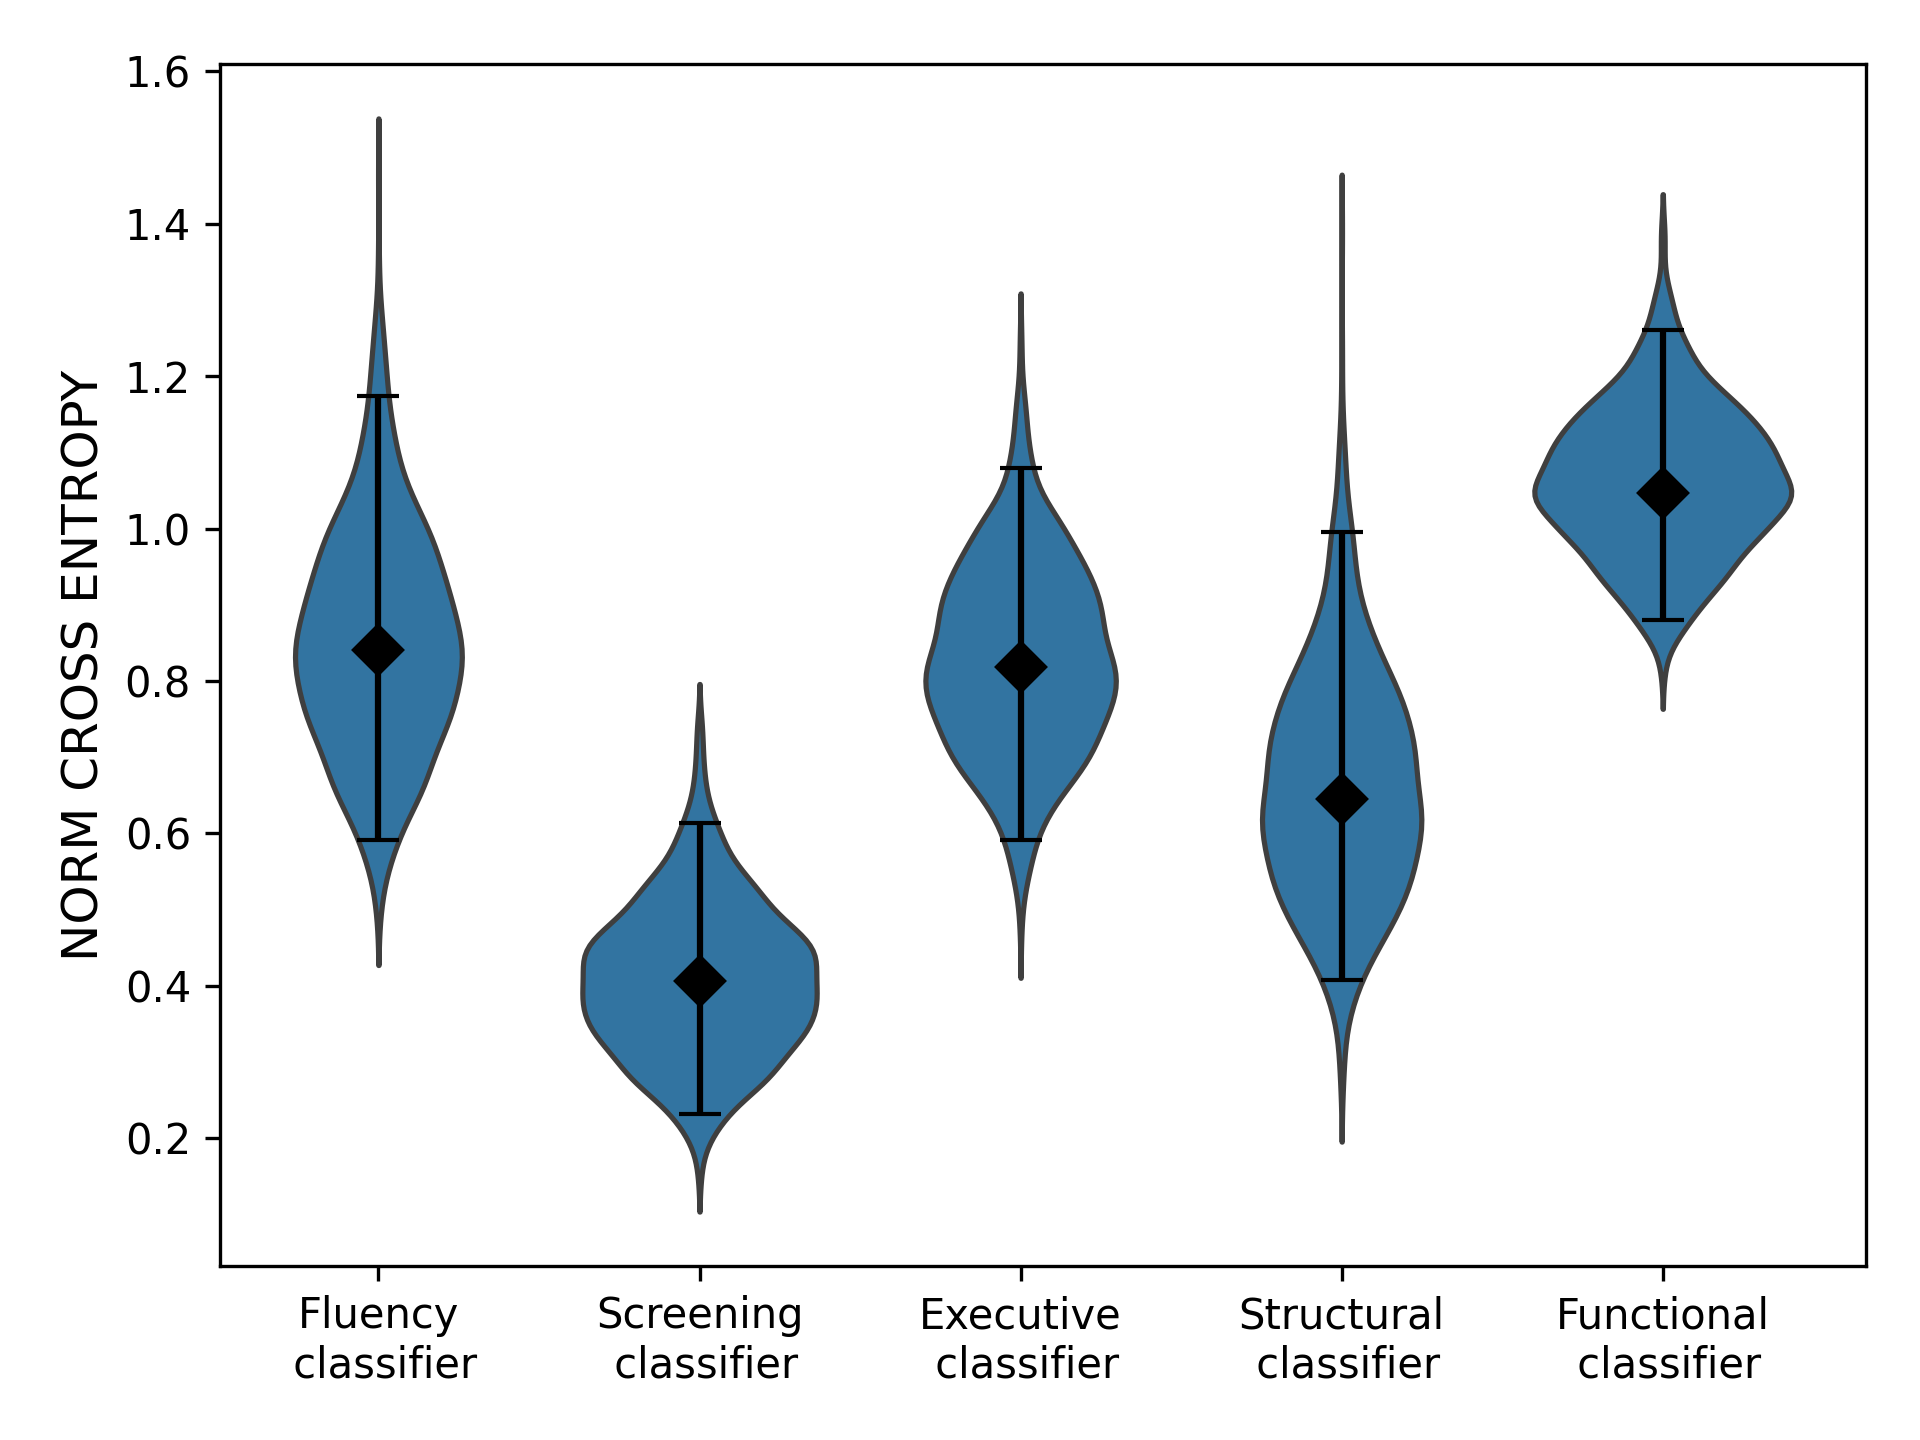 NORM CROSS ENTROPY
1.6
1.4
1.2
1.0
0.8
0.6
0.4
0.2
Fluency
classifier
Screening
classifier
Executive
classifier
Structural
classifier
Functional
classifier